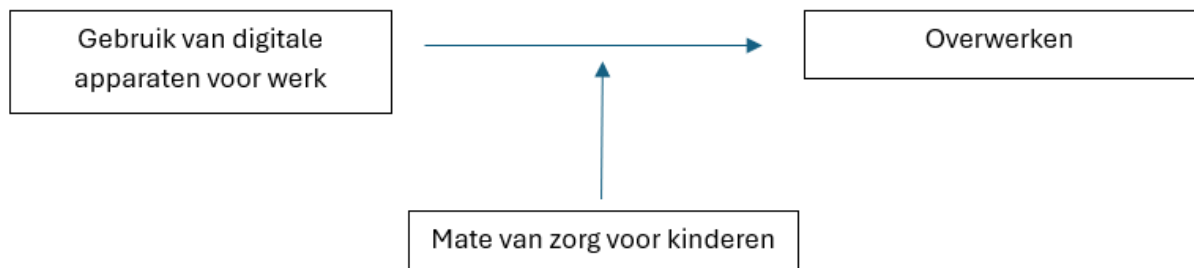 Gebruik van digitale
apparaten voor werk
Overwerken
Mate van zorg voor kinderen